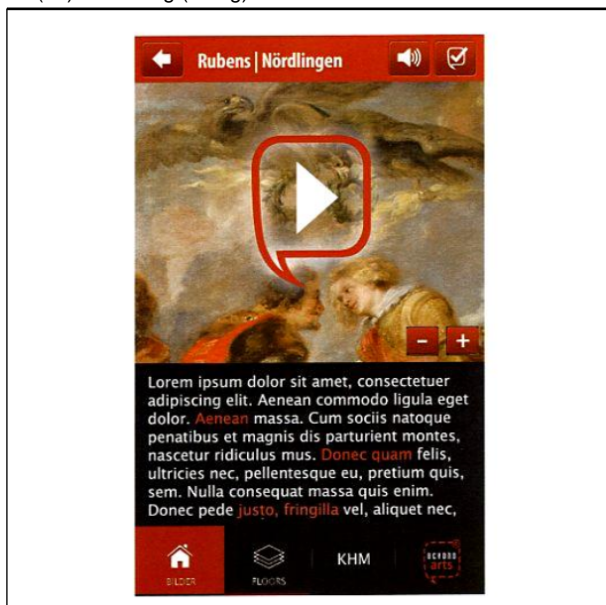 Rubens | Nördlingen
- +
Lorem ipsum dolor sit amet, consectetuer
adipiscing elit. Aenean commodo ligula eget
dolor. Aenean massa. Cum sociis natoque
penatibus et magnis dis parturient montes,
nascetur ridiculus mus. Donec quam felis,
ultricies nec, pellentesque eu, pretium quis,
sem. Nulla consequat massa quis enim.
Donec pede justo, fringilla vel, aliquet nec,
BILDER FLOORS KHM BEYOND
arts